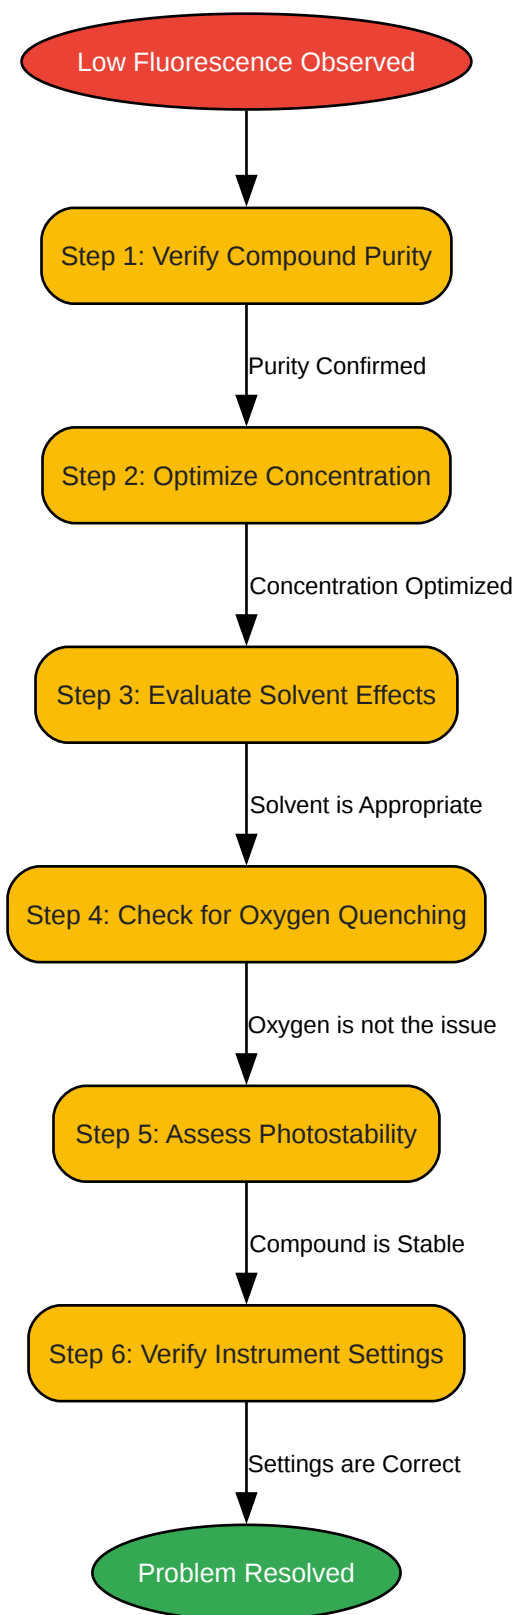 Low Fluorescence Observed
Step 1: Verify Compound Purity
Purity Confirmed
Step 2: Optimize Concentration
Concentration Optimized
Step 3: Evaluate Solvent Effects
Solvent is Appropriate
Step 4: Check for Oxygen Quenching
Oxygen is not the issue
Step 5: Assess Photostability
Compound is Stable
Step 6: Verify Instrument Settings
Settings are Correct
Problem Resolved